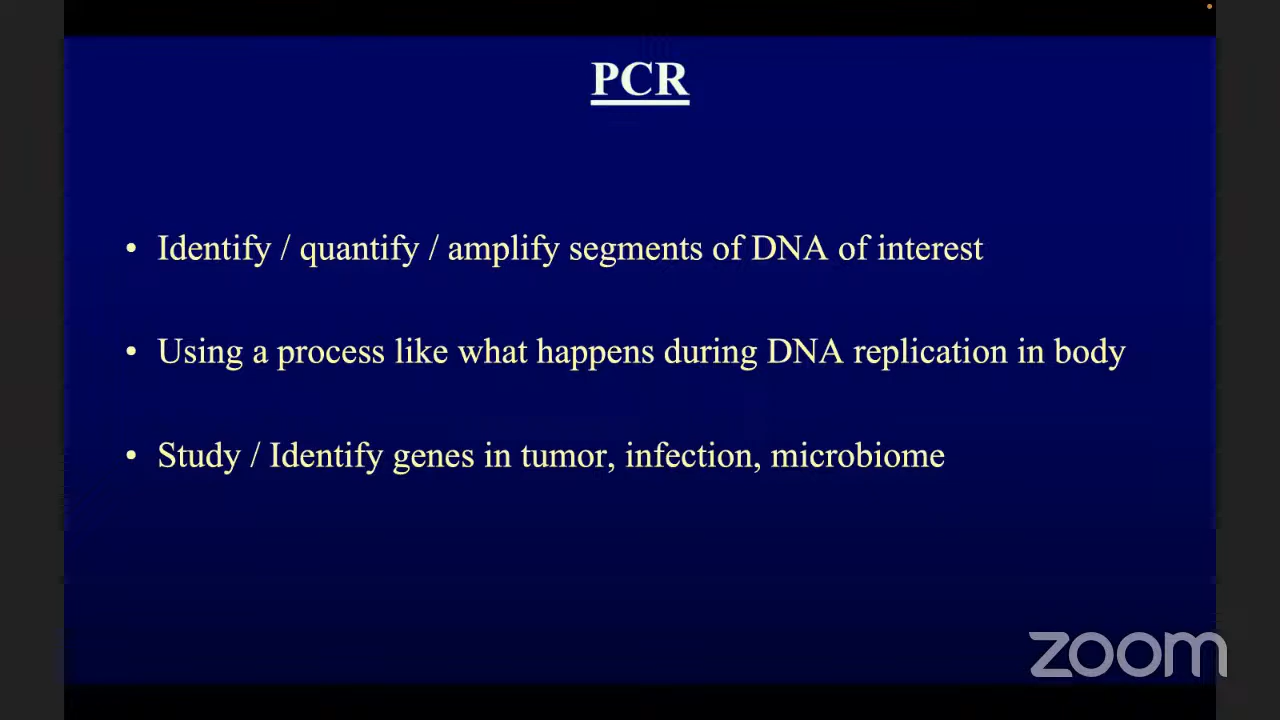 PCR
• Identify / quantify / amplify segments of DNA of interest
• Using a process like what happens during DNA replication in body
• Study / Identify genes in tumor, infection, microbiome
zoom